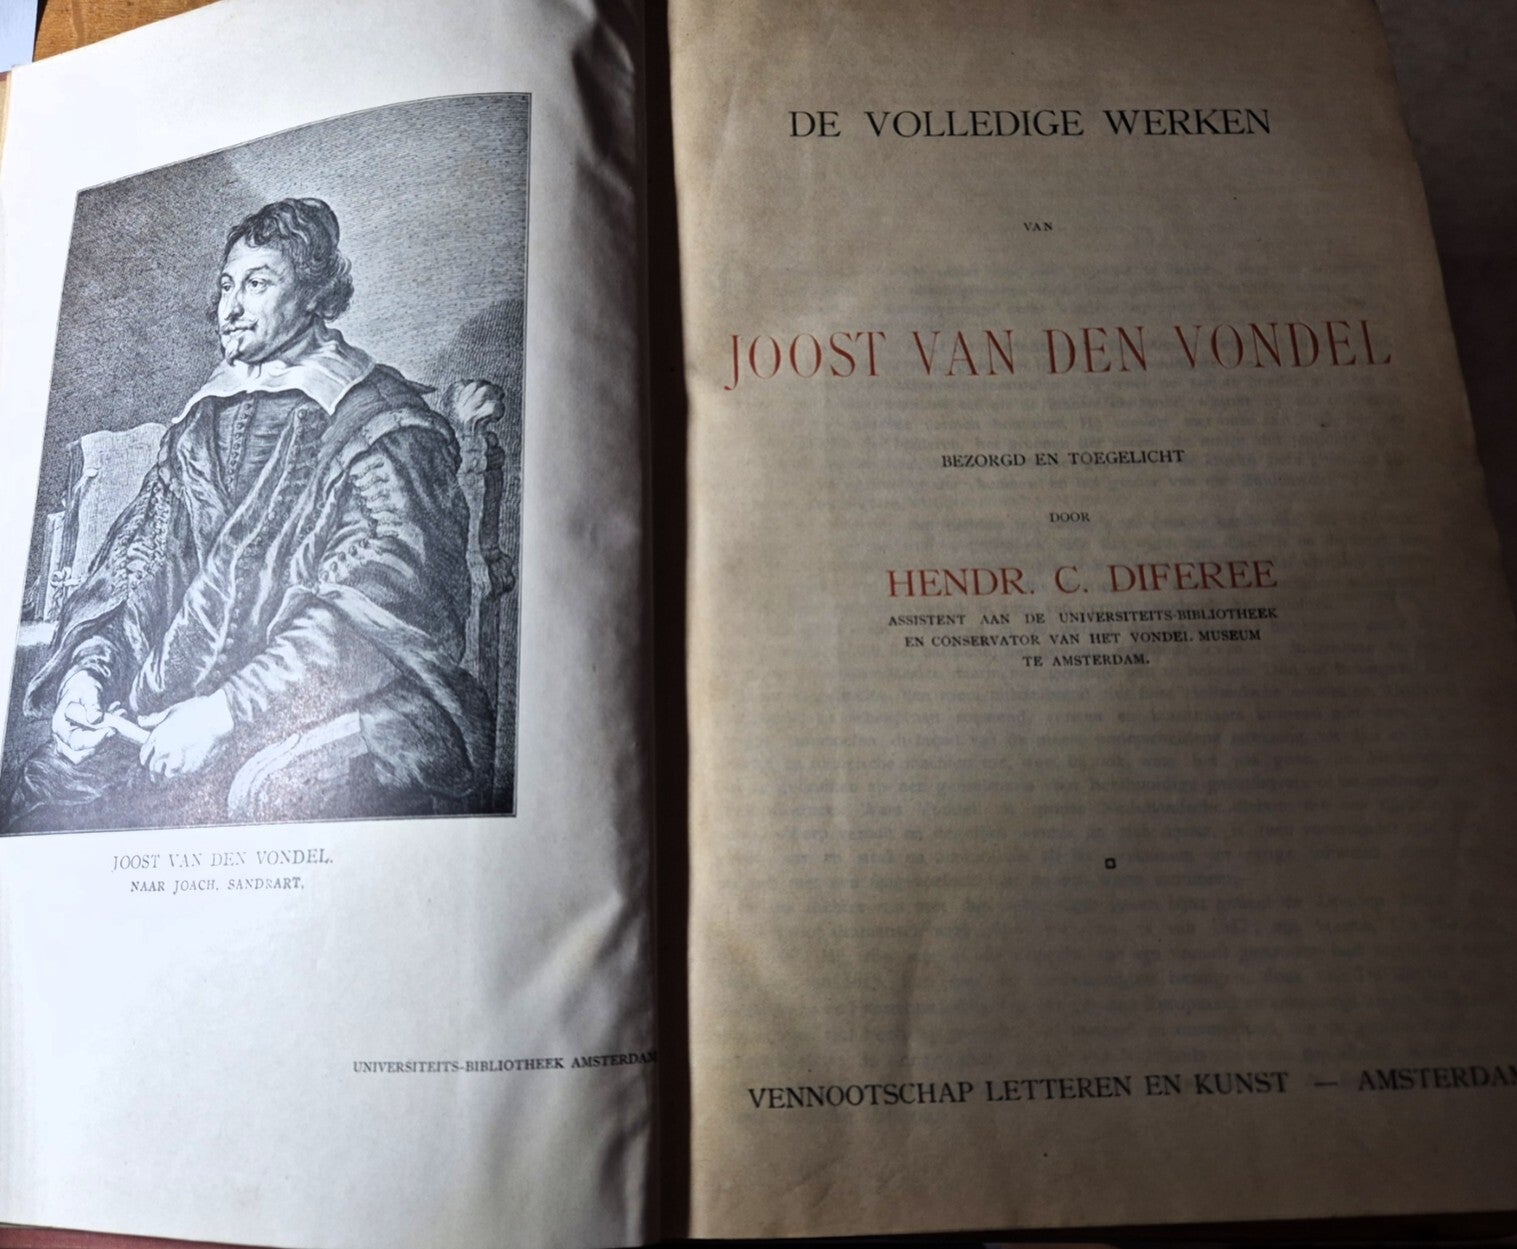 JOOST VAN DEN VONDEL.
NAAR JOACH. SANDRART.
UNIVERSITEITS-BIBLIOTHEEK AMSTERDAM
DE VOLLEDIGE WERKEN
VAN
JOOST VAN DEN VONDEL
BEZORGD EN TOEGELICHT
DOOR
HENDR. C. DIFEREE
ASSISTENT AAN DE UNIVERSITEITS-BIBLIOTHEEK
EN CONSERVATOR VAN HET VONDEL MUSEUM
TE AMSTERDAM.
VENNOOTSCHAP LETTEREN EN KUNST — AMSTERDAM